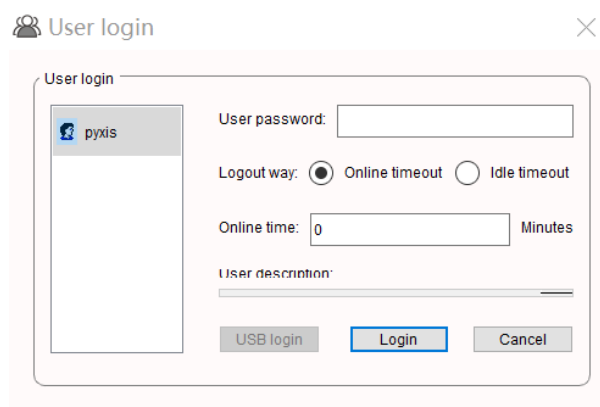 User login
User login
pyxis
User password:
Logout way: Online timeout Idle timeout
Online time: 0 Minutes
User description:
USB login Login Cancel